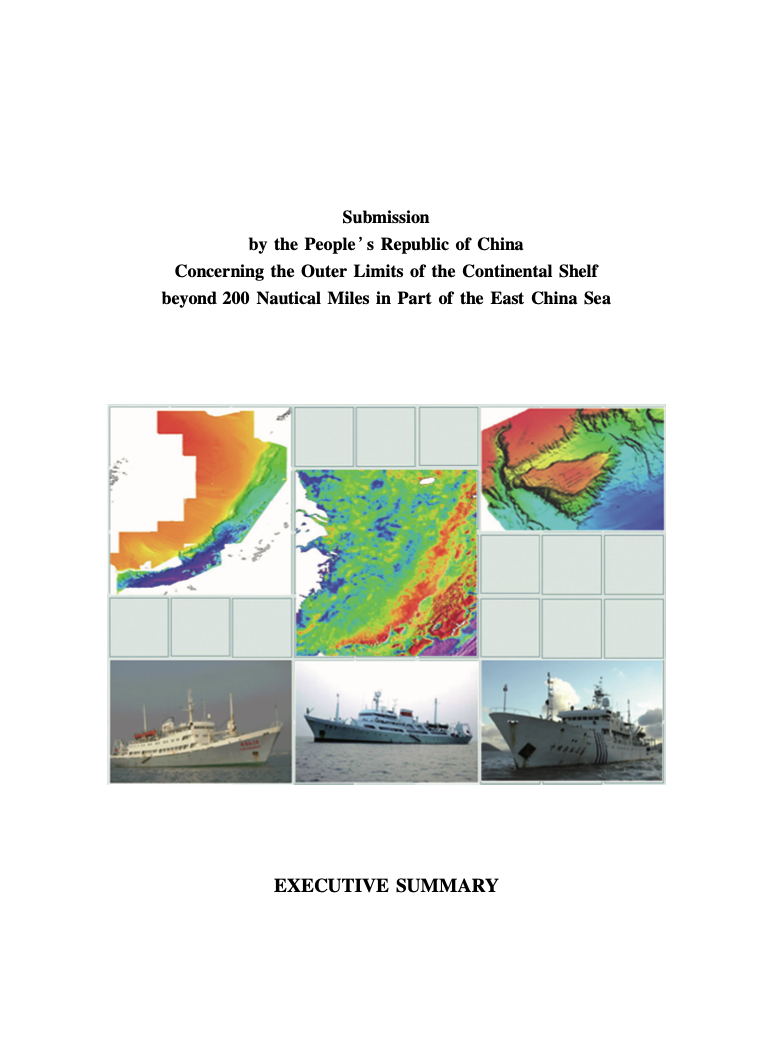 Submission
by the People's Republic of China
Concerning the Outer Limits of the Continental Shelf
beyond 200 Nautical Miles in Part of the East China Sea
EXECUTIVE SUMMARY